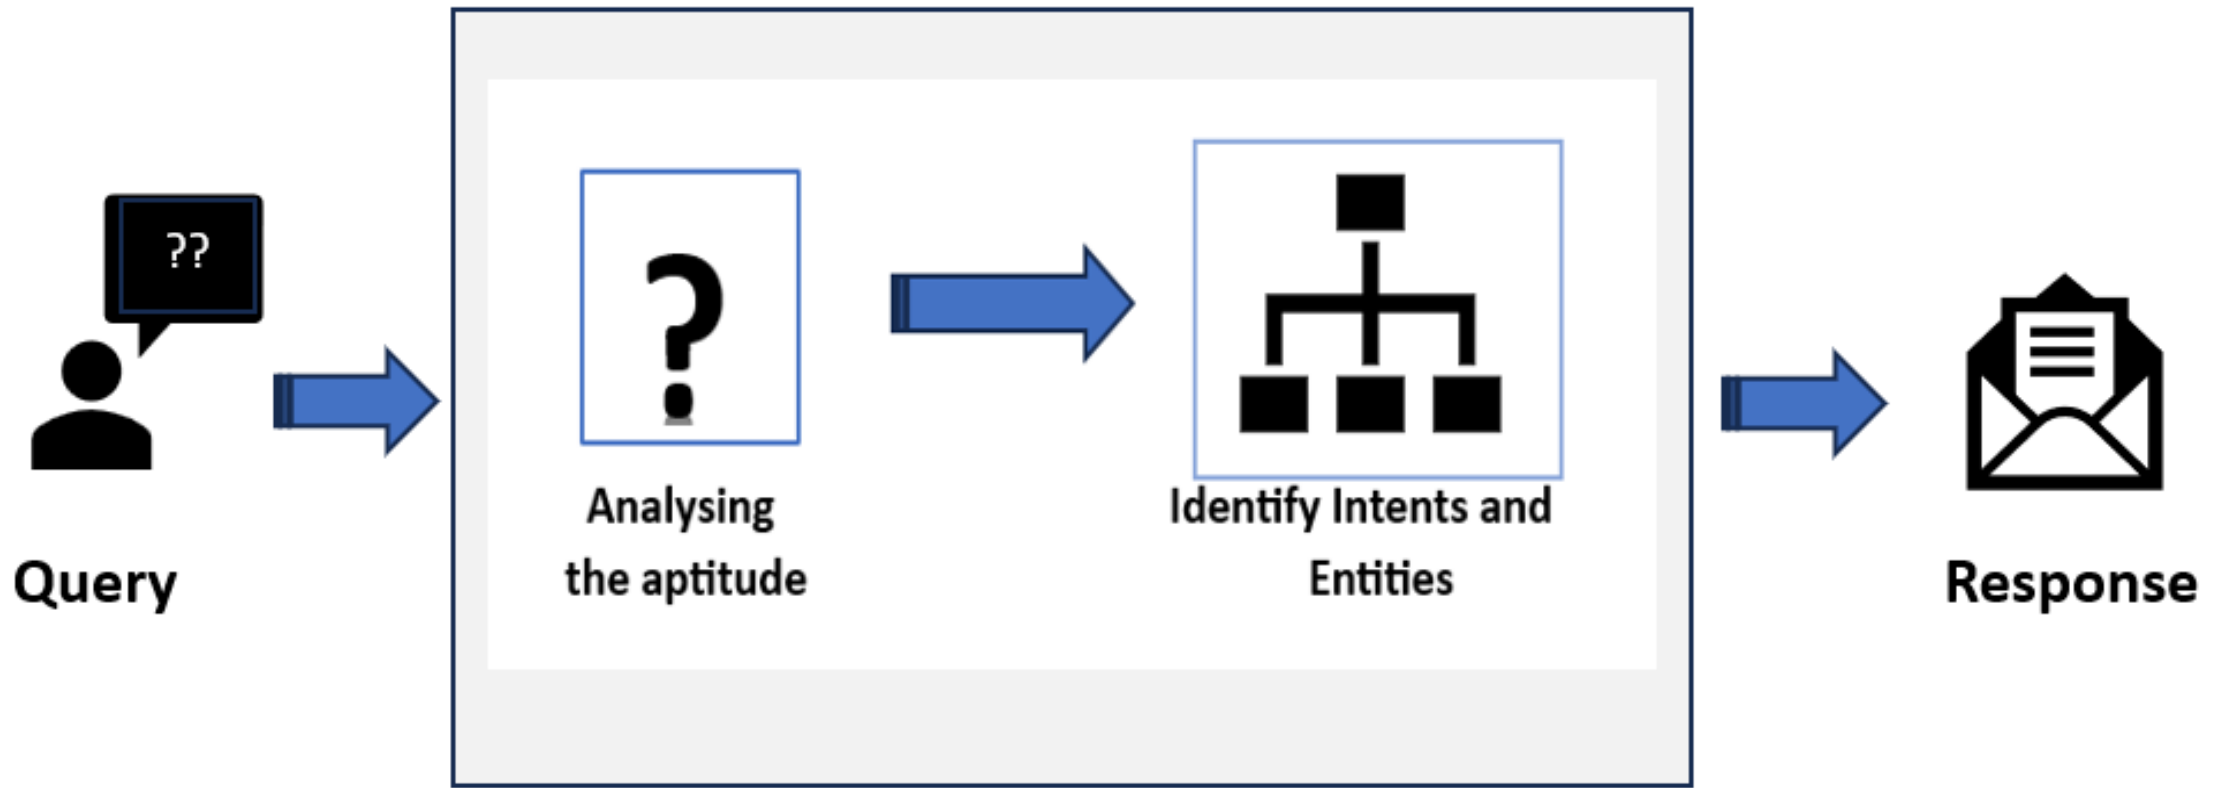 ??
Query
?
Analysing
the aptitude
Identify Intents and
Entities
Response